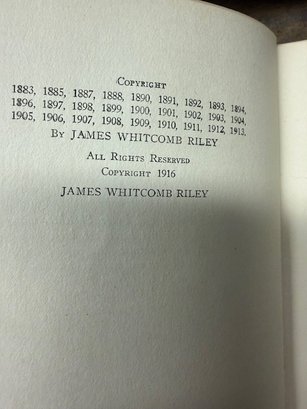 COPYRIGHT
1883, 1885, 1887, 1888, 1890, 1891, 1892, 1893, 1894,
1896, 1897, 1898, 1899, 1900, 1901, 1902, 1903, 1904,
1905, 1906, 1907, 1908, 1909, 1910, 1911, 1912, 1913,
BY JAMES WHITCOMB RILEY
ALL RIGHTS RESERVED
COPYRIGHT 1916
JAMES WHITCOMB RILEY